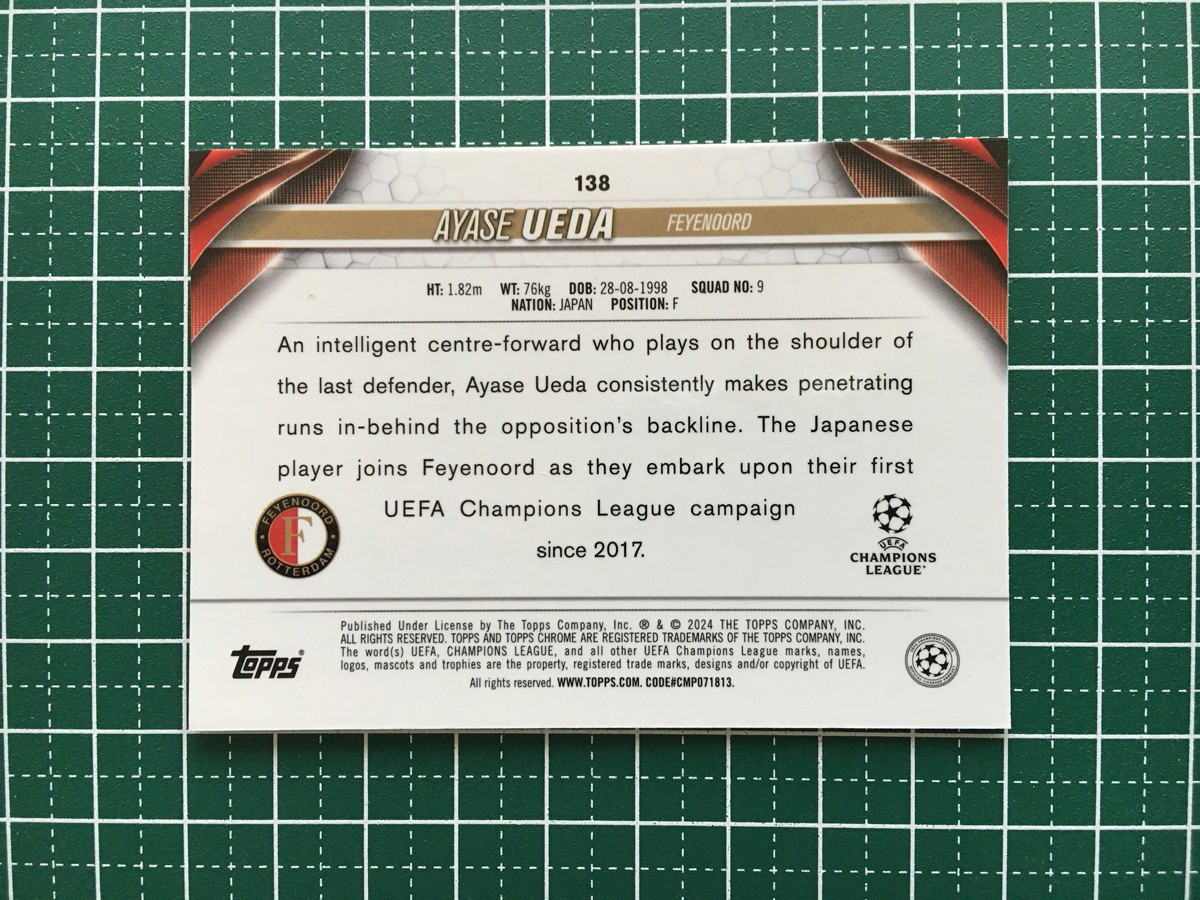 138
AYASE UEDA FEYENOORD
HT: 1.82m WT: 76kg DOB: 28-08-1998 SQUAD NO: 9
NATION: JAPAN POSITION: F
An intelligent centre-forward who plays on the shoulder of
the last defender, Ayase Ueda consistently makes penetrating
runs in-behind the opposition's backline. The Japanese
player joins Feyenoord as they embark upon their first
UEFA Champions League campaign
since 2017.
FEYENOORD
F
ROTTERDAM
UEFA
CHAMPIONS
LEAGUE®
Published Under License by The Topps Company, Inc. ® & © 2024 THE TOPPS COMPANY, INC.
ALL RIGHTS RESERVED. TOPPS AND TOPPS CHROME ARE REGISTERED TRADEMARKS OF THE TOPPS COMPANY, INC.
The word(s) UEFA, CHAMPIONS LEAGUE, and all other UEFA Champions League marks, names,
logos, mascots and trophies are the property, registered trade marks, designs and/or copyright of UEFA.
All rights reserved. WWW.TOPPS.COM. CODE#CMP071813.
topps®